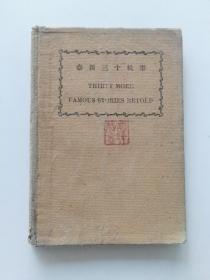 泰西三十軼事
THIRTY MORE
FAMOUS STORIES RETOLD